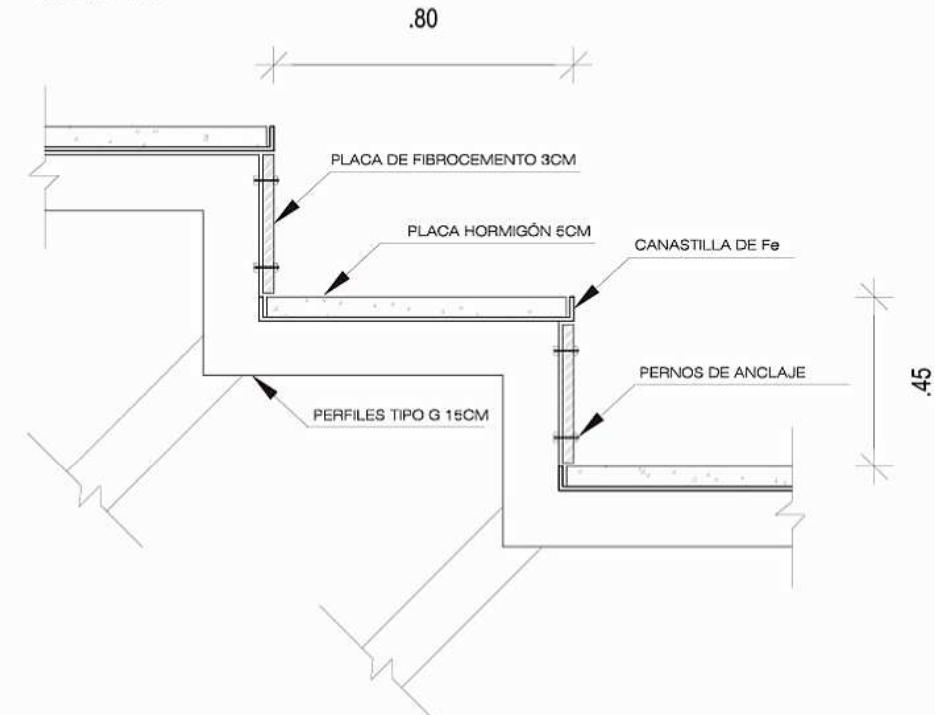 .80
PLACA DE FIBROCEMENTO 3CM
PLACA HORMIGÓN 5CM
CANASTILLA DE Fe
PERNOS DE ANCLAJE
.45
PERFILES TIPO G 15CM